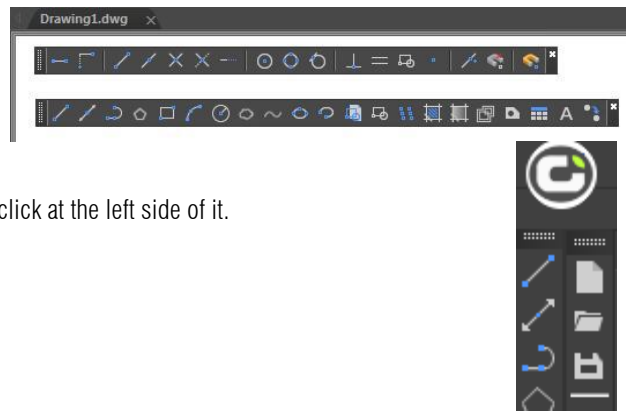 Drawing1.dwg
click at the left side of it.